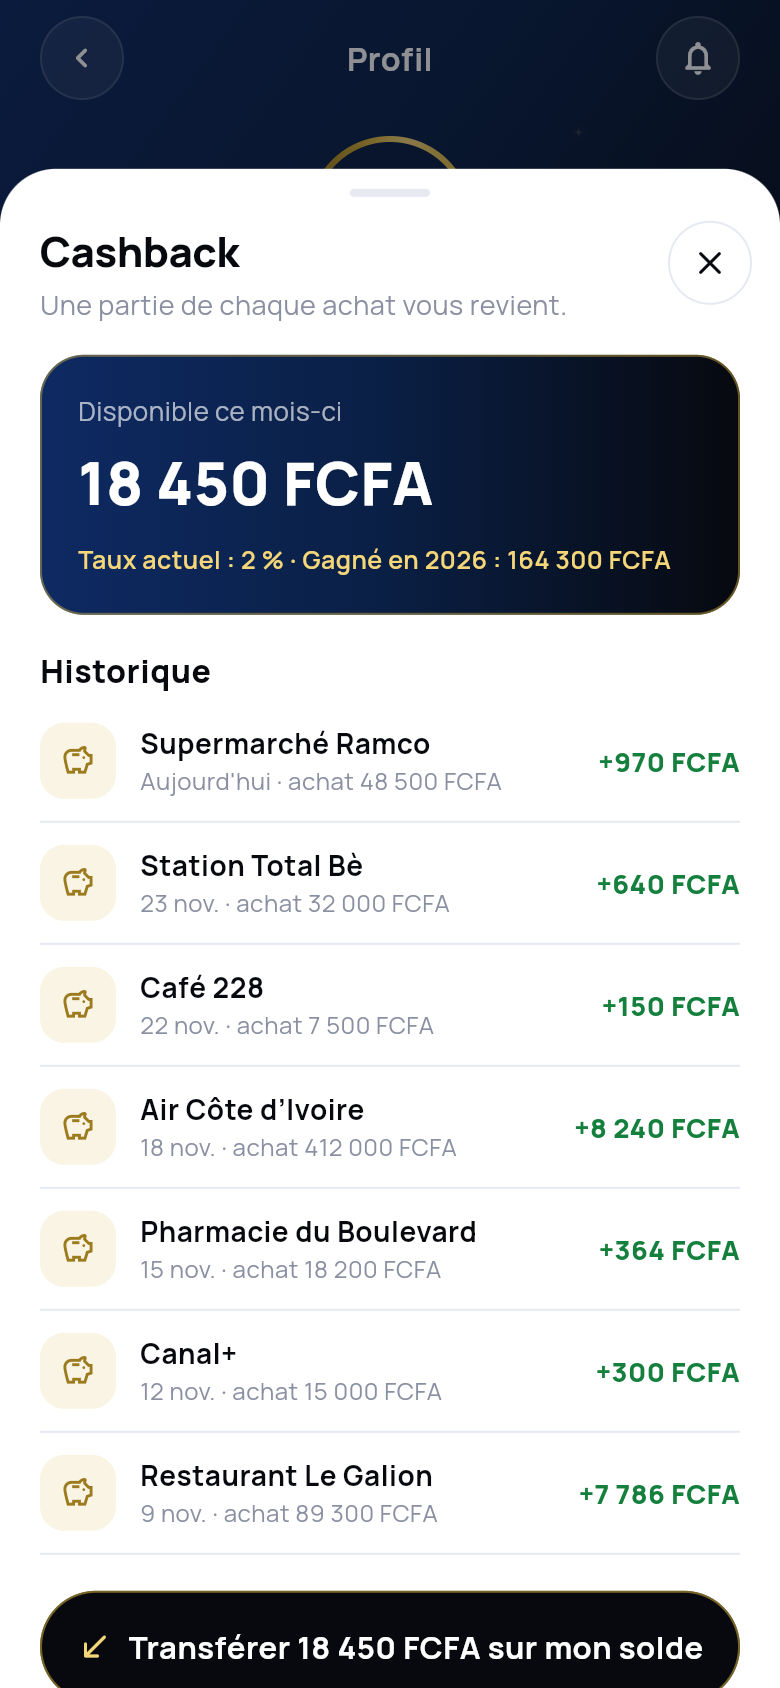 Profil
Cashback
Une partie de chaque achat vous revient.
Disponible ce mois-ci
18 450 FCFA
Taux actuel : 2 % · Gagné en 2026 : 164 300 FCFA
Historique
Supermarché Ramco
Aujourd'hui · achat 48 500 FCFA
+970 FCFA
Station Total Bè
23 nov. · achat 32 000 FCFA
+640 FCFA
Café 228
22 nov. · achat 7 500 FCFA
+150 FCFA
Air Côte d’Ivoire
18 nov. · achat 412 000 FCFA
+8 240 FCFA
Pharmacie du Boulevard
15 nov. · achat 18 200 FCFA
+364 FCFA
Canal+
12 nov. · achat 15 000 FCFA
+300 FCFA
Restaurant Le Galion
9 nov. · achat 89 300 FCFA
+7 786 FCFA
Transférer 18 450 FCFA sur mon solde